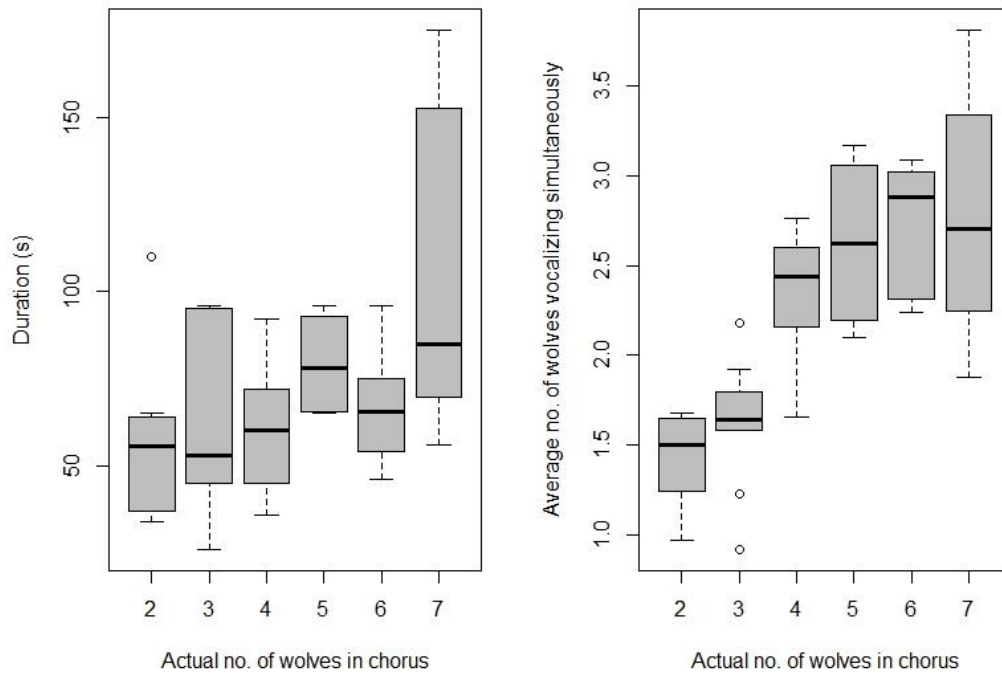 Duration (s)
150
100
50
2 3 4 5 6 7
Actual no. of wolves in chorus
Average no. of wolves vocalizing simultaneously
3.5
3.0
2.5
2.0
1.5
1.0
2 3 4 5 6 7
Actual no. of wolves in chorus